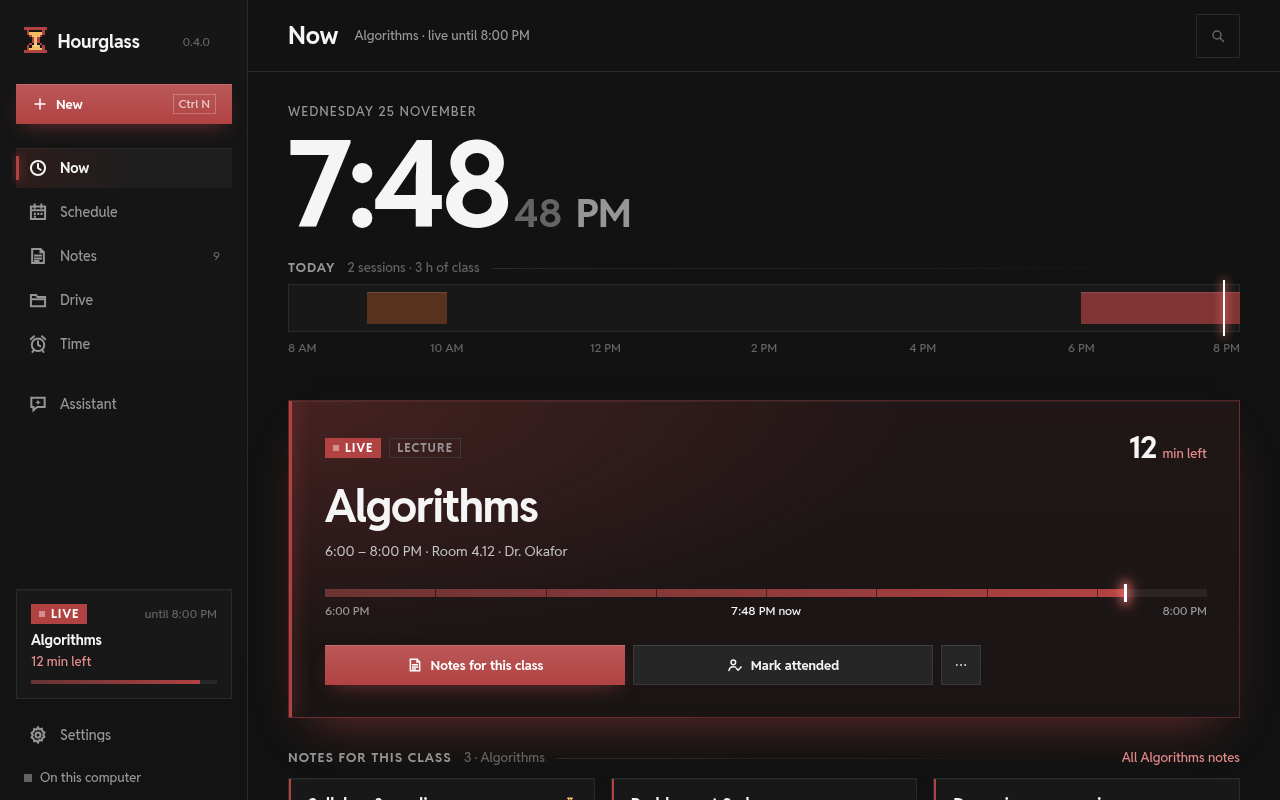 Hourglass 0.4.0
New Ctrl N
Now
Schedule
Notes 9
Drive
Time
Assistant
LIVE until 8:00 PM
Algorithms
12 min left
Settings
On this computer
Now Algorithms · live until 8:00 PM
WEDNESDAY 25 NOVEMBER
7:48 48 PM
TODAY 2 sessions · 3 h of class
8 AM 10 AM 12 PM 2 PM 4 PM 6 PM 8 PM
LIVE LECTURE 12 min left
Algorithms
6:00 – 8:00 PM · Room 4.12 · Dr. Okafor
6:00 PM 7:48 PM now 8:00 PM
Notes for this class Mark attended ...
NOTES FOR THIS CLASS 3 · Algorithms All Algorithms notes